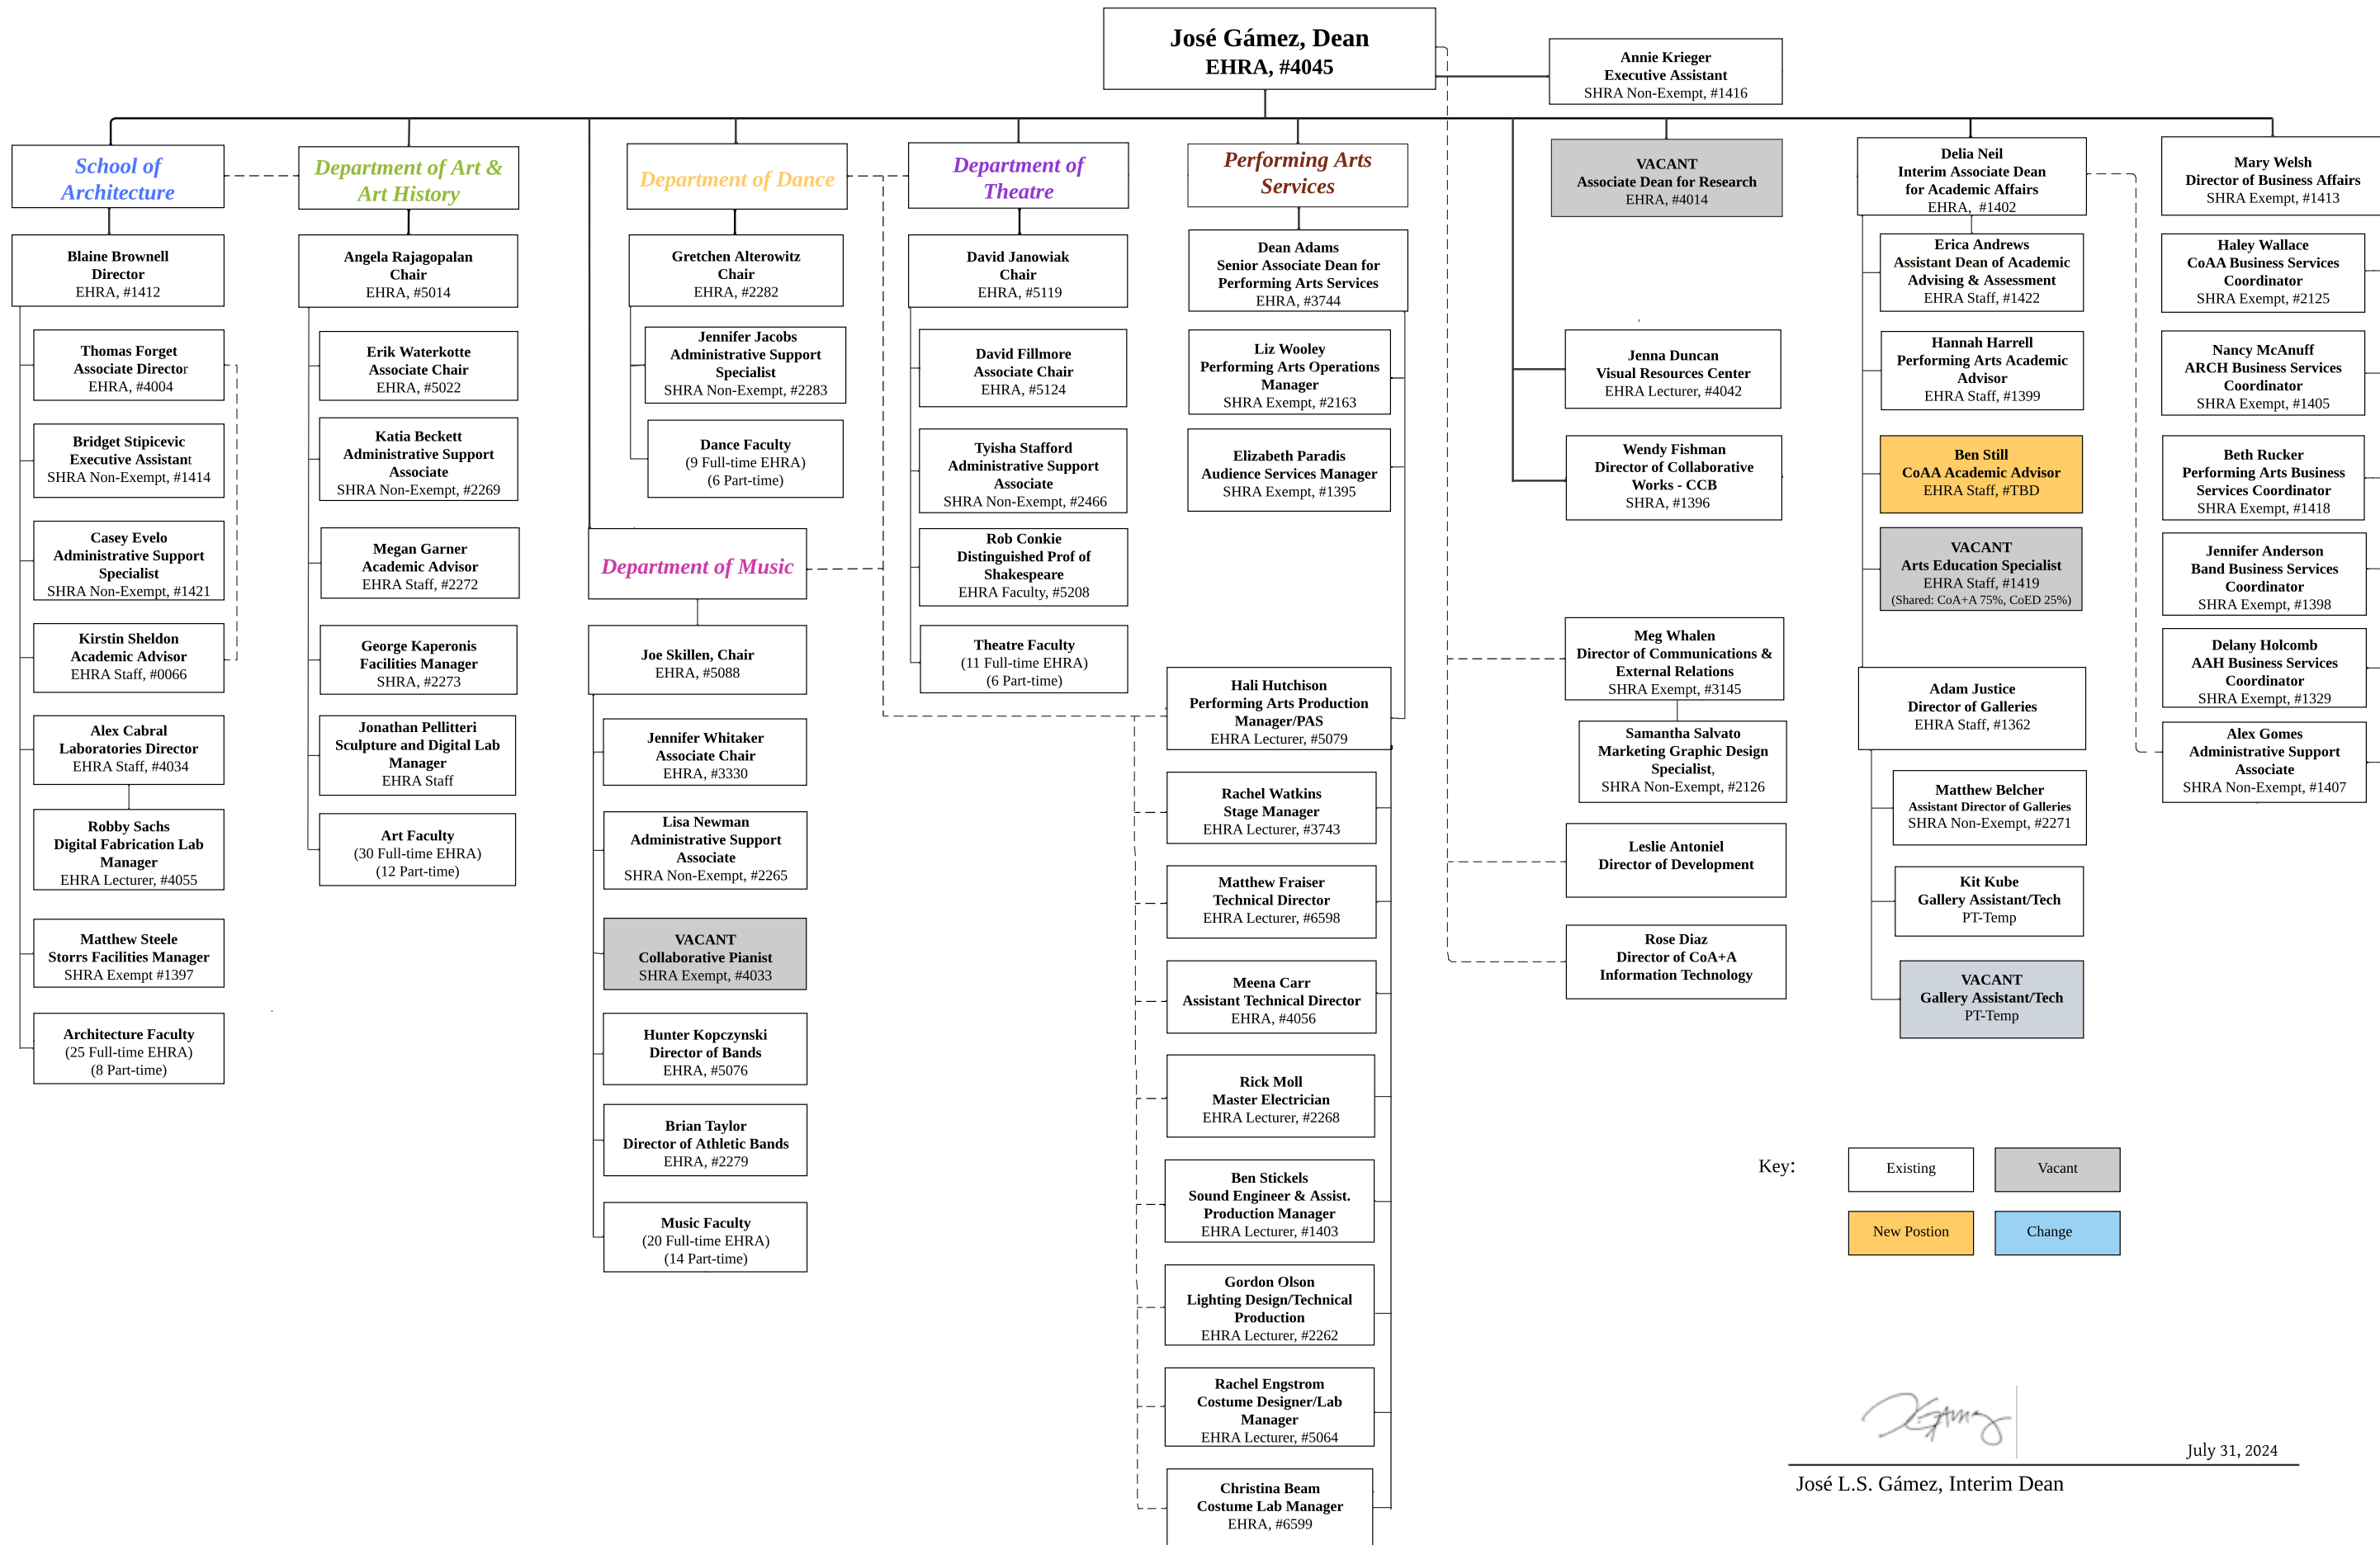 José Gámez, Dean
EHRA, #4045
Annie Krieger
Executive Assistant
SHRA Non-Exempt, #1416
School of
Architecture
Blaine Brownell
Director
EHRA, #1412
Thomas Forget
Associate Director
EHRA, #4004
Bridget Stipicevic
Executive Assistant
SHRA Non-Exempt, #1414
Casey Evelo
Administrative Support
Specialist
SHRA Non-Exempt, #1421
Kirstin Sheldon
Academic Advisor
EHRA Staff, #0066
Alex Cabral
Laboratories Director
EHRA Staff, #4034
Robby Sachs
Digital Fabrication Lab
Manager
EHRA Lecturer, #4055
Matthew Steele
Storrs Facilities Manager
SHRA Exempt #1397
Architecture Faculty
(25 Full-time EHRA)
(8 Part-time)
Department of Art &
Art History
Angela Rajagopalan
Chair
EHRA, #5014
Erik Waterkotte
Associate Chair
EHRA, #5022
Katia Beckett
Administrative Support
Associate
SHRA Non-Exempt, #2269
Megan Garner
Academic Advisor
EHRA Staff, #2272
George Kaperonis
Facilities Manager
SHRA, #2273
Jonathan Pellitteri
Sculpture and Digital Lab
Manager
EHRA Staff
Art Faculty
(30 Full-time EHRA)
(12 Part-time)
Department of Dance
Gretchen Alterowitz
Chair
EHRA, #2282
Jennifer Jacobs
Administrative Support
Specialist
SHRA Non-Exempt, #2283
Dance Faculty
(9 Full-time EHRA)
(6 Part-time)
Department of Music
Joe Skillen, Chair
EHRA, #5088
Jennifer Whitaker
Associate Chair
EHRA, #3330
Lisa Newman
Administrative Support
Associate
SHRA Non-Exempt, #2265
VACANT
Collaborative Pianist
SHRA Exempt, #4033
Hunter Kopczynski
Director of Bands
EHRA, #5076
Brian Taylor
Director of Athletic Bands
EHRA, #2279
Music Faculty
(20 Full-time EHRA)
(14 Part-time)
Department of
Theatre
David Janowiak
Chair
EHRA, #5119
David Fillmore
Associate Chair
EHRA, #5124
Tyisha Stafford
Administrative Support
Associate
SHRA Non-Exempt, #2466
Rob Conkie
Distinguished Prof of
Shakespeare
EHRA Faculty, #5208
Theatre Faculty
(11 Full-time EHRA)
(6 Part-time)
Performing Arts
Services
Dean Adams
Senior Associate Dean for
Performing Arts Services
EHRA, #3744
Liz Wooley
Performing Arts Operations
Manager
SHRA Exempt, #2163
Elizabeth Paradis
Audience Services Manager
SHRA Exempt, #1395
Hali Hutchison
Performing Arts Production
Manager/PAS
EHRA Lecturer, #5079
Rachel Watkins
Stage Manager
EHRA Lecturer, #3743
Matthew Fraiser
Technical Director
EHRA Lecturer, #6598
Meena Carr
Assistant Technical Director
EHRA, #4056
Rick Moll
Master Electrician
EHRA Lecturer, #2268
Ben Stickels
Sound Engineer & Assist.
Production Manager
EHRA Lecturer, #1403
Gordon Olson
Lighting Design/Technical
Production
EHRA Lecturer, #2262
Rachel Engstrom
Costume Designer/Lab
Manager
EHRA Lecturer, #5064
Christina Beam
Costume Lab Manager
EHRA, #6599
VACANT
Associate Dean for Research
EHRA, #4014
Jenna Duncan
Visual Resources Center
EHRA Lecturer, #4042
Wendy Fishman
Director of Collaborative
Works - CCB
SHRA, #1396
Meg Whalen
Director of Communications &
External Relations
SHRA Exempt, #3145
Samantha Salvato
Marketing Graphic Design
Specialist,
SHRA Non-Exempt, #2126
Leslie Antoniel
Director of Development
Rose Diaz
Director of CoA+A
Information Technology
Delia Neil
Interim Associate Dean
for Academic Affairs
EHRA, #1402
Erica Andrews
Assistant Dean of Academic
Advising & Assessment
EHRA Staff, #1422
Hannah Harrell
Performing Arts Academic
Advisor
EHRA Staff, #1399
Ben Still
CoAA Academic Advisor
EHRA Staff, #TBD
VACANT
Arts Education Specialist
EHRA Staff, #1419
(Shared: CoA+A 75%, CoED 25%)
Adam Justice
Director of Galleries
EHRA Staff, #1362
Matthew Belcher
Assistant Director of Galleries
SHRA Non-Exempt, #2271
Kit Kube
Gallery Assistant/Tech
PT-Temp
VACANT
Gallery Assistant/Tech
PT-Temp
Mary Welsh
Director of Business Affairs
SHRA Exempt, #1413
Haley Wallace
CoAA Business Services
Coordinator
SHRA Exempt, #2125
Nancy McAnuff
ARCH Business Services
Coordinator
SHRA Exempt, #1405
Beth Rucker
Performing Arts Business
Services Coordinator
SHRA Exempt, #1418
Jennifer Anderson
Band Business Services
Coordinator
SHRA Exempt, #1398
Delany Holcomb
AAH Business Services
Coordinator
SHRA Exempt, #1329
Alex Gomes
Administrative Support
Associate
SHRA Non-Exempt, #1407
Key:
Existing
Vacant
New Postion
Change
July 31, 2024
José L.S. Gámez, Interim Dean